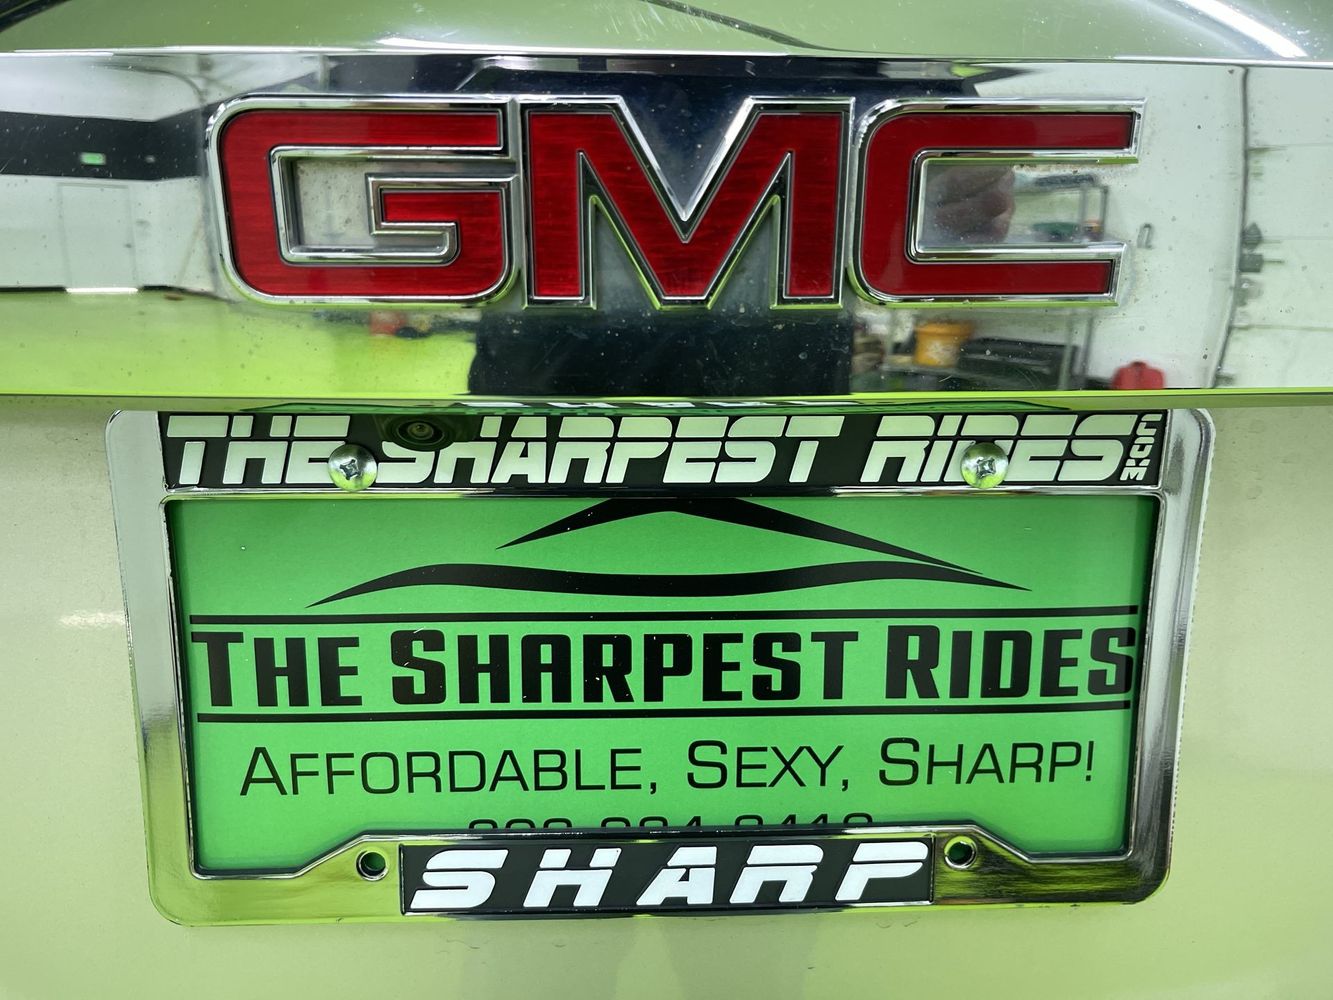 GMC
THE SHARPEST RIDES.COM
THE SHARPEST RIDES
AFFORDABLE, SEXY, SHARP!
SHARP